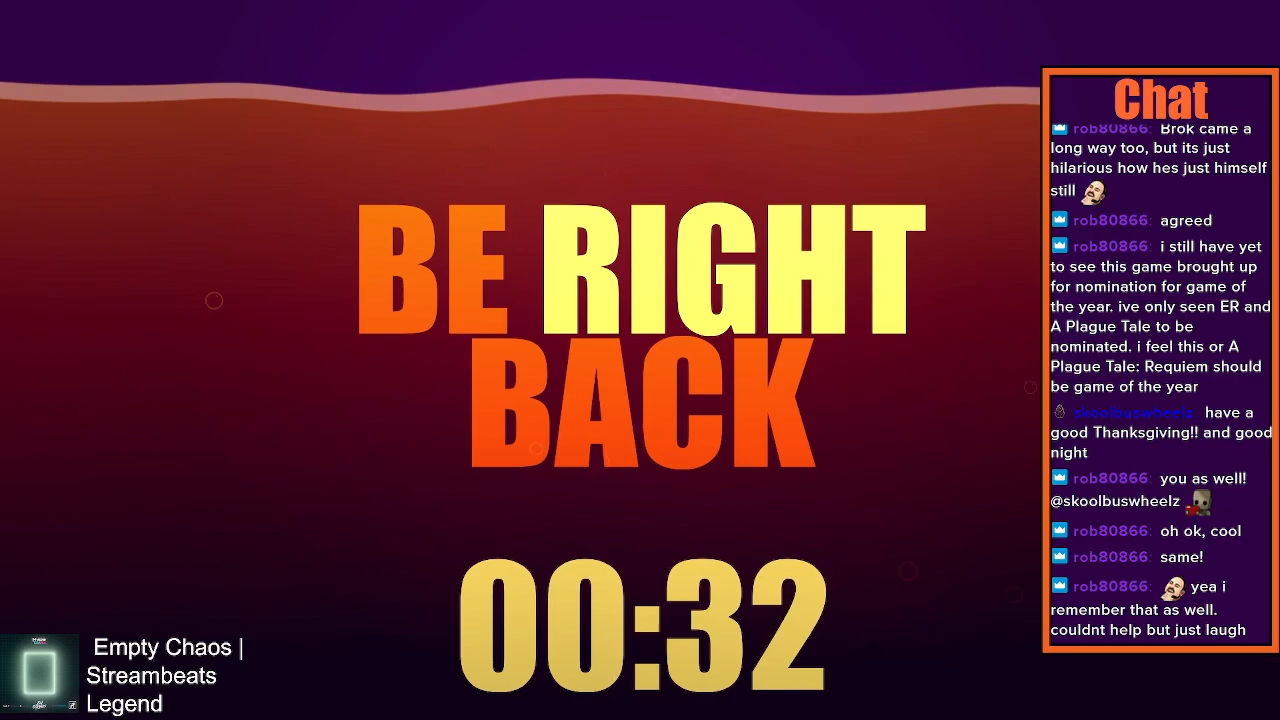 BE RIGHT
BACK
00:32
Chat
rob80866: Brok came a
long way too, but its just
hilarious how hes just himself
still
rob80866: agreed
rob80866: i still have yet
to see this game brought up
for nomination for game of
the year. ive only seen ER and
A Plague Tale to be
nominated. i feel this or A
Plague Tale: Requiem should
be game of the year
skoolbuswheelz: have a
good Thanksgiving!! and good
night
rob80866: you as well!
@skoolbuswheelz
rob80866: oh ok, cool
rob80866: same!
rob80866: yea i
remember that as well.
couldnt help but just laugh
Empty Chaos |
Streambeats
Legend